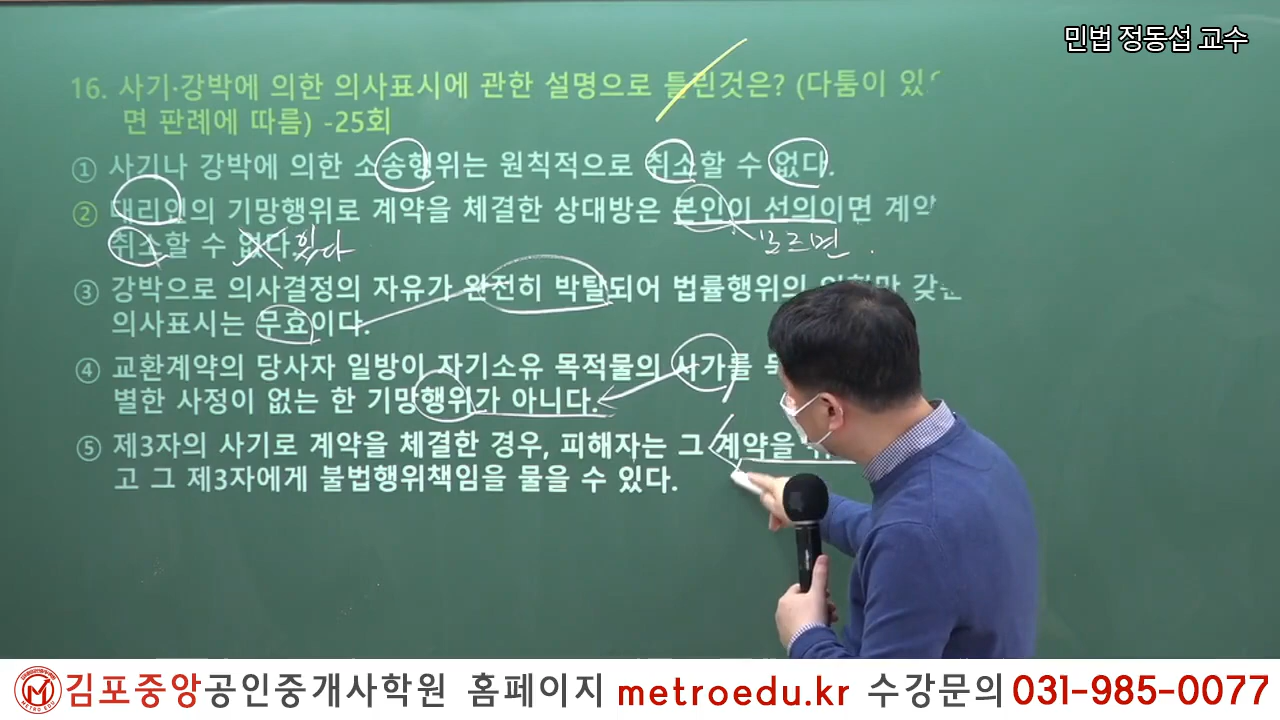 민법 정동섭 교수
16. 사기·강박에 의한 의사표시에 관한 설명으로 틀린것은? (다툼이 있으
면 판례에 따름) -25회
① 사기나 강박에 의한 소송행위는 원칙적으로 취소할 수 없다.
② 대리인의 기망행위로 계약을 체결한 상대방은 본인이 선의이면 계약
취소할 수 없다. 있다 모르면.
③ 강박으로 의사결정의 자유가 완전히 박탈되어 법률행위의 갖춘
의사표시는 무효이다.
④ 교환계약의 당사자 일방이 자기소유 목적물의 시가를
별한 사정이 없는 한 기망행위가 아니다.
⑤ 제3자의 사기로 계약을 체결한 경우, 피해자는 그 계약을
고 그 제3자에게 불법행위책임을 물을 수 있다.
METRO EDU 김포중앙공인중개사학원 홈페이지 metroedu.kr 수강문의 031-985-0077